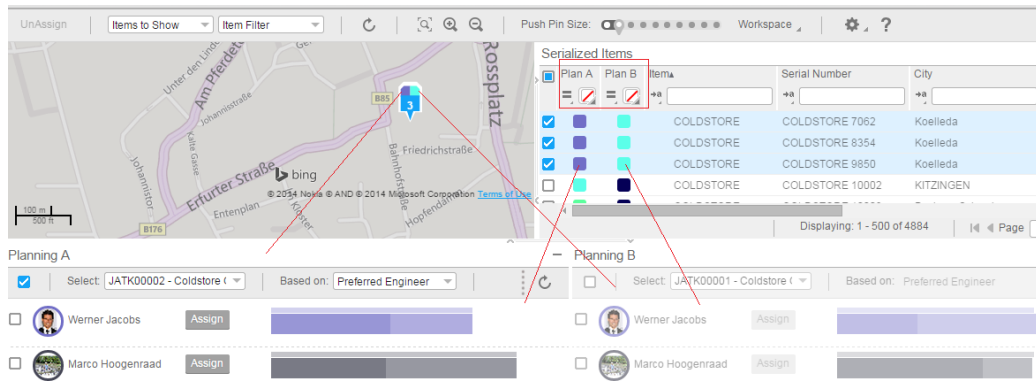 UnAssign Items to Show Item Filter Push Pin Size: Workspace ?
Serialized Items
Plan A Plan B Item▴ Serial Number City
= = →a →a →a
COLDSTORE COLDSTORE 7062 Koelleda
COLDSTORE COLDSTORE 8354 Koelleda
COLDSTORE COLDSTORE 9850 Koelleda
COLDSTORE COLDSTORE 10002 KITZINGEN
Displaying: 1 - 500 of 4884 Page
Unter den Linden
Am Pferdeteich
Johannisstraße
Rossplatz
B85
3
Kalte Gasse
Johannistor
Friedrichstraße
Bahnhofstraße
Erfurter Straße
bing
© 2014 Nokia © AND © 2014 Microsoft Corporation Terms of Use
Entenplan
Hopfendamm
100 m
500 ft
B176
Planning A
Select: JATK00002 - Coldstore ( Based on: Preferred Engineer
Werner Jacobs Assign
Marco Hoogenraad Assign
Planning B
Select: JATK00001 - Coldstore ( Based on: Preferred Engineer
Werner Jacobs Assign
Marco Hoogenraad Assign